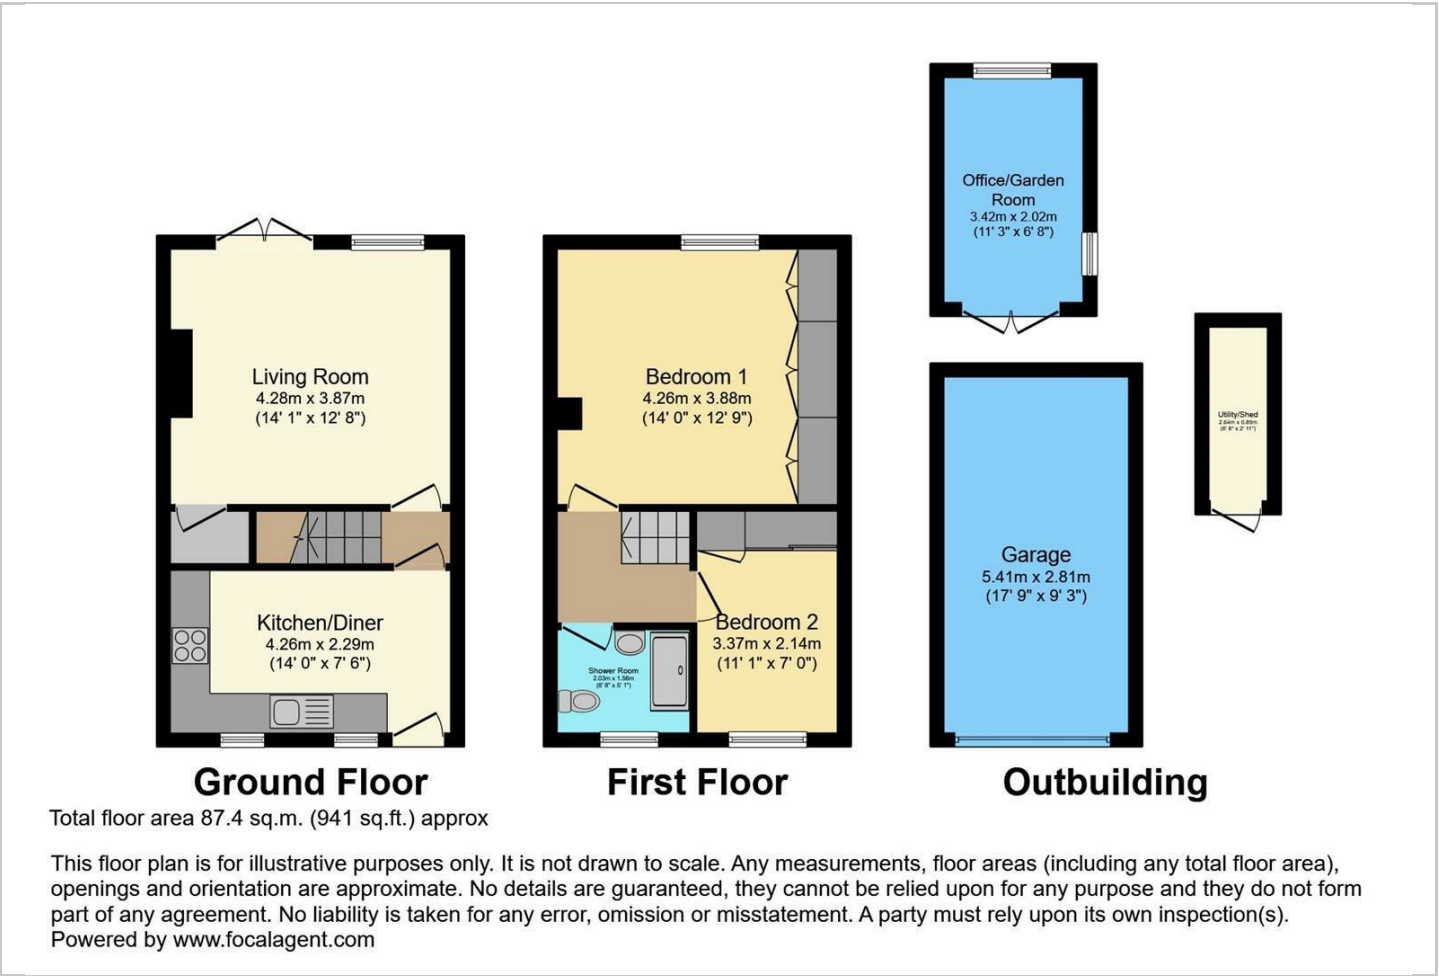 Office/Garden
Room
3.42m x 2.02m
(11' 3" x 6' 8")
Living Room
4.28m x 3.87m
(14' 1" x 12' 8")
Bedroom 1
4.26m x 3.88m
(14' 0" x 12' 9")
Utility/Shed
2.64m x 0.89m
(8' 8" x 2' 11")
Garage
5.41m x 2.81m
(17' 9" x 9' 3")
Kitchen/Diner
4.26m x 2.29m
(14' 0" x 7' 6")
Shower Room
2.03m x 1.56m
(6' 8" x 5' 1")
Bedroom 2
3.37m x 2.14m
(11' 1" x 7' 0")
Ground Floor
First Floor
Outbuilding
Total floor area 87.4 sq.m. (941 sq.ft.) approx
This floor plan is for illustrative purposes only. It is not drawn to scale. Any measurements, floor areas (including any total floor area),
openings and orientation are approximate. No details are guaranteed, they cannot be relied upon for any purpose and they do not form
part of any agreement. No liability is taken for any error, omission or misstatement. A party must rely upon its own inspection(s).
Powered by www.focalagent.com